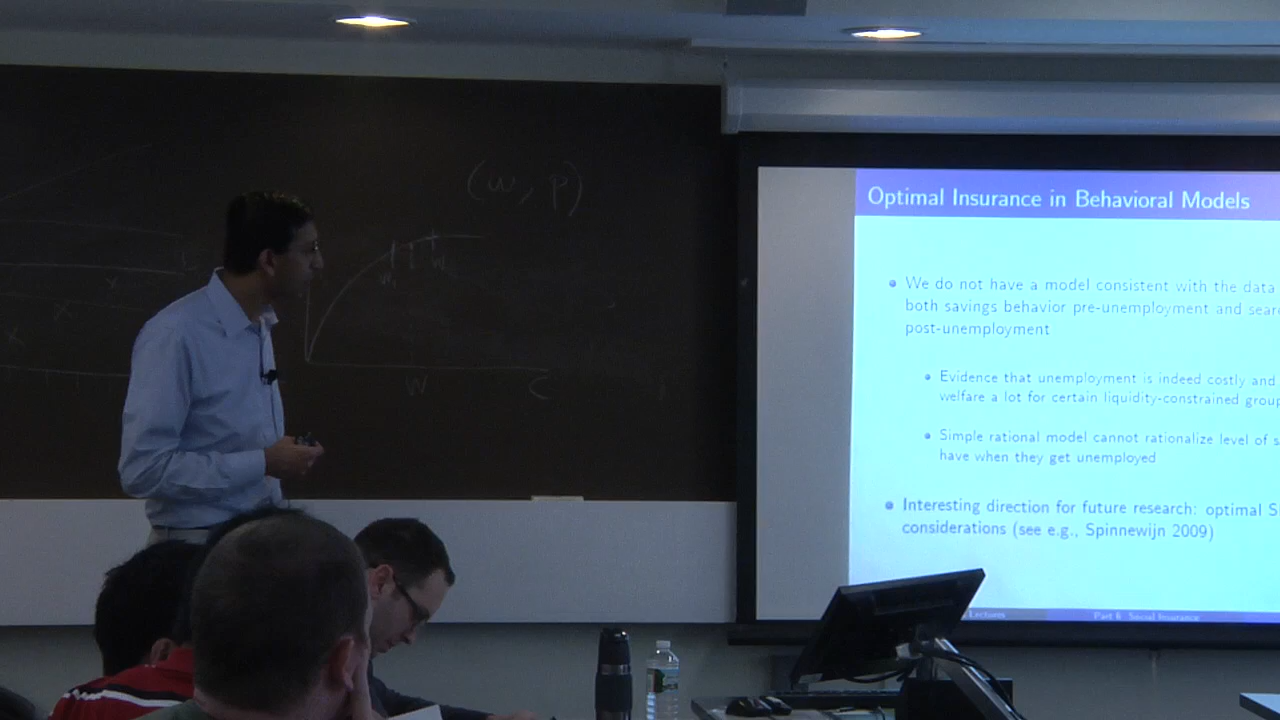 (w, p)
W
C
x
x
x
Optimal Insurance in Behavioral Models
We do not have a model consistent with the data
both savings behavior pre-unemployment and sear
post-unemployment
Evidence that unemployment is indeed costly and
welfare a lot for certain liquidity-constrained group
Simple rational model cannot rationalize level of s
have when they get unemployed
Interesting direction for future research: optimal S
considerations (see e.g., Spinnewijn 2009)
Lectures
Part 6: Social Insurance